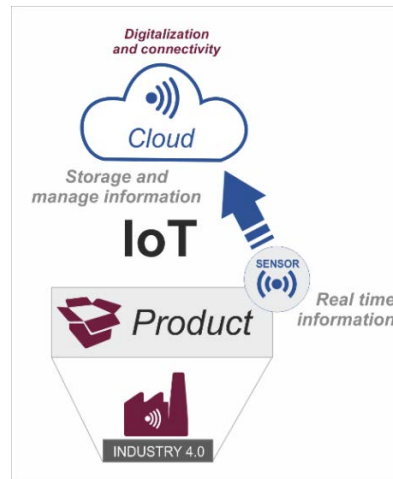 Digitalization
and connectivity
Cloud
Storage and
manage information
IoT
SENSOR
Product
Real time
information
INDUSTRY 4.0